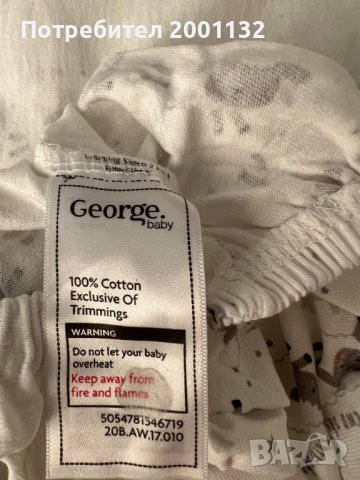 Потребител 2001132
George.
baby
100% Cotton
Exclusive Of
Trimmings
WARNING
Do not let your baby
overheat
Keep away from
fire and flames
5054781546719
20B.AW.17.010
BAZAR